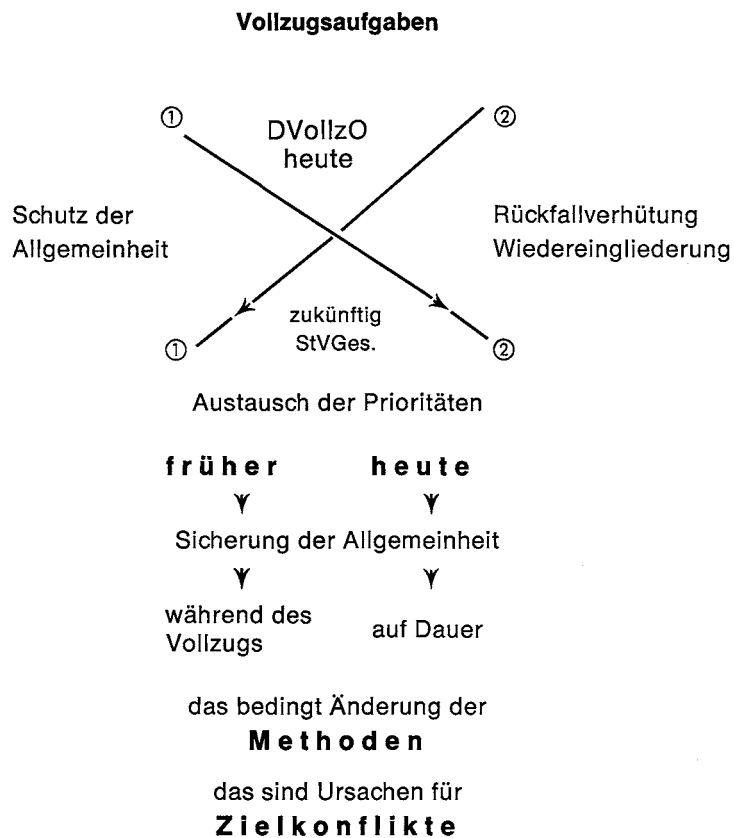 Vollzugsaufgaben
① ②
DVollzO
heute
Schutz der Rückfallverhütung
Allgemeinheit Wiedereingliederung
zukünftig
StVGes.
① ②
Austausch der Prioritäten
früher heute
Sicherung der Allgemeinheit
während des
Vollzugs
auf Dauer
das bedingt Änderung der
Methoden
das sind Ursachen für
Zielkonflikte